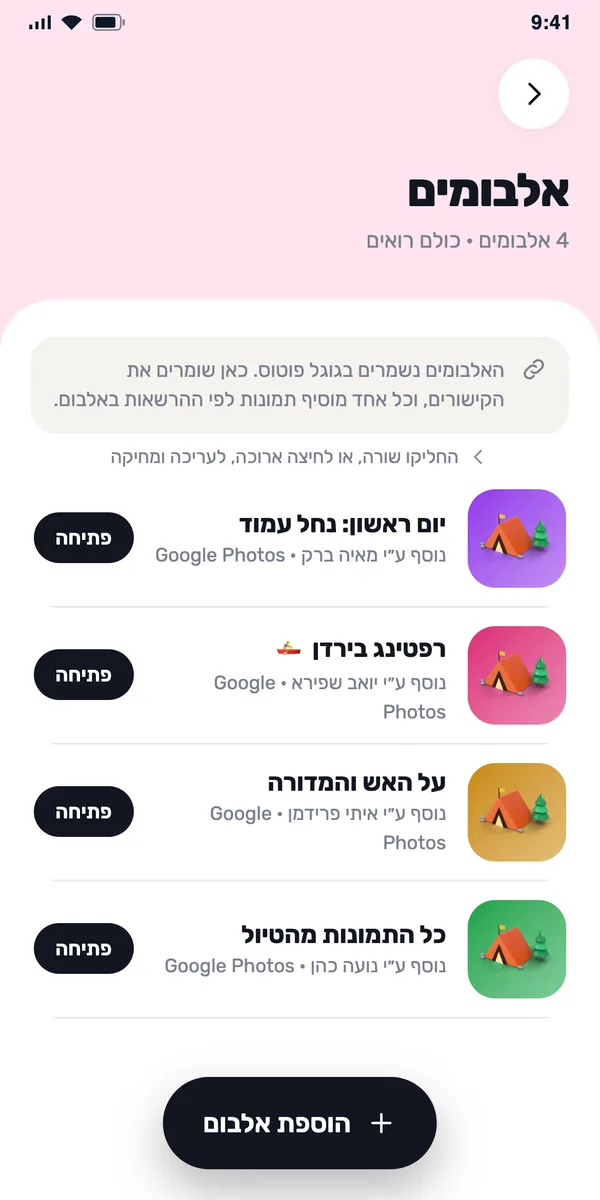 9:41
אלבומים
4 אלבומים • כולם רואים
האלבומים נשמרים בגוגל פוטוס. כאן שומרים את
הקישורים, וכל אחד מוסיף תמונות לפי ההרשאות באלבום.
החליקו שורה, או לחיצה ארוכה, לעריכה ומחיקה
יום ראשון: נחל עמוד
נוסף ע״י מאיה ברק • Google Photos
פתיחה
רפטינג בירדן 🚣
נוסף ע״י יואב שפירא • Google
Photos
פתיחה
על האש והמדורה
נוסף ע״י איתי פרידמן • Google
Photos
פתיחה
כל התמונות מהטיול
נוסף ע״י נועה כהן • Google Photos
פתיחה
הוספת אלבום